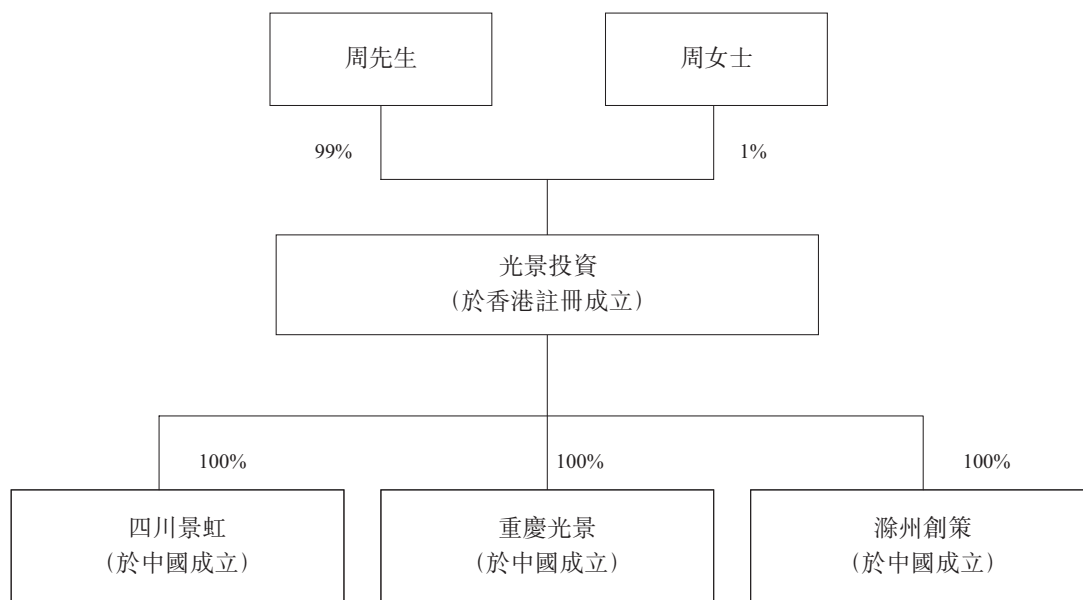 周先生
周女士
99%
1%
光景投資
（於香港註冊成立）
100%
100%
100%
四川景虹
（於中國成立）
重慶光景
（於中國成立）
滁州創策
（於中國成立）